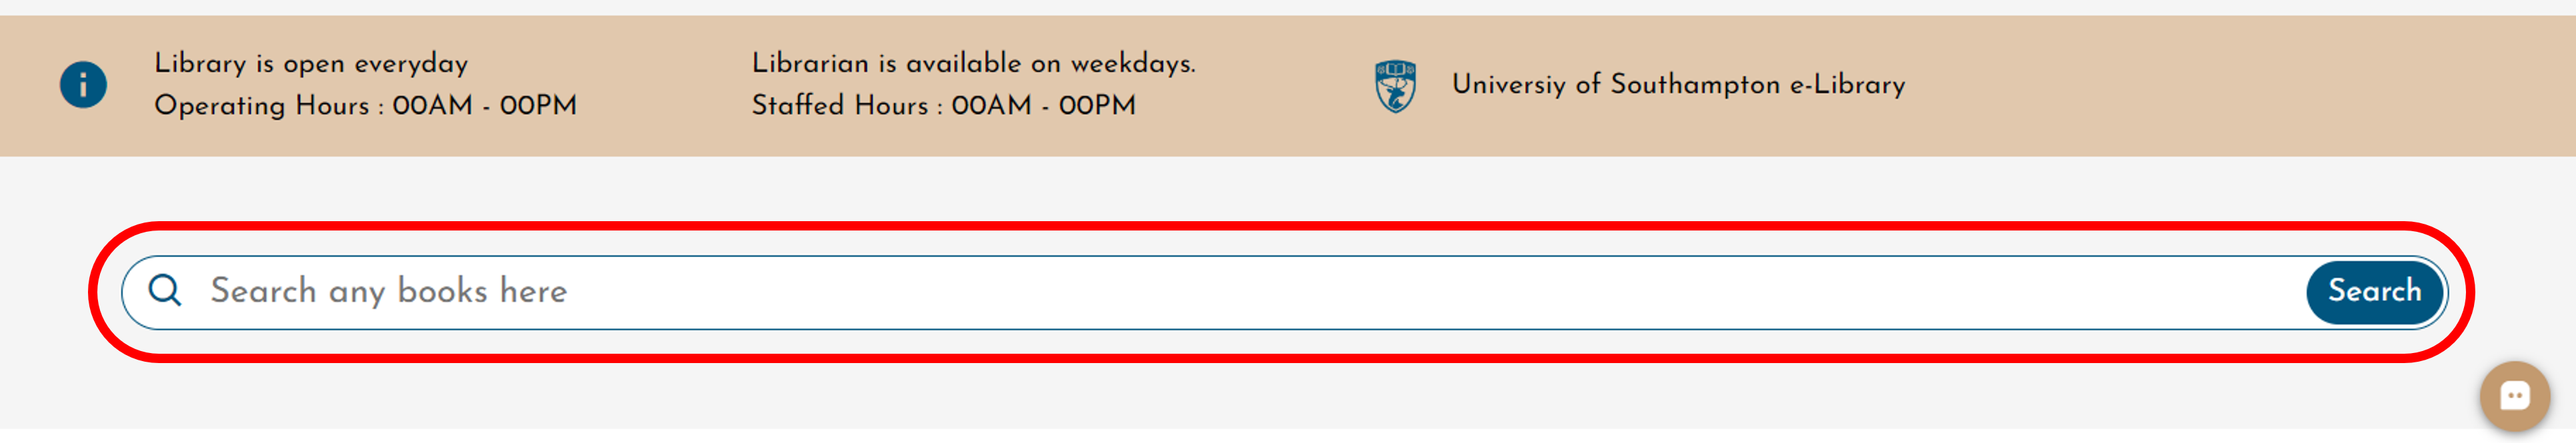 Library is open everyday
Operating Hours : 00AM - 00PM
Librarian is available on weekdays.
Staffed Hours : 00AM - 00PM
Universiy of Southampton e-Library
Search any books here
Search